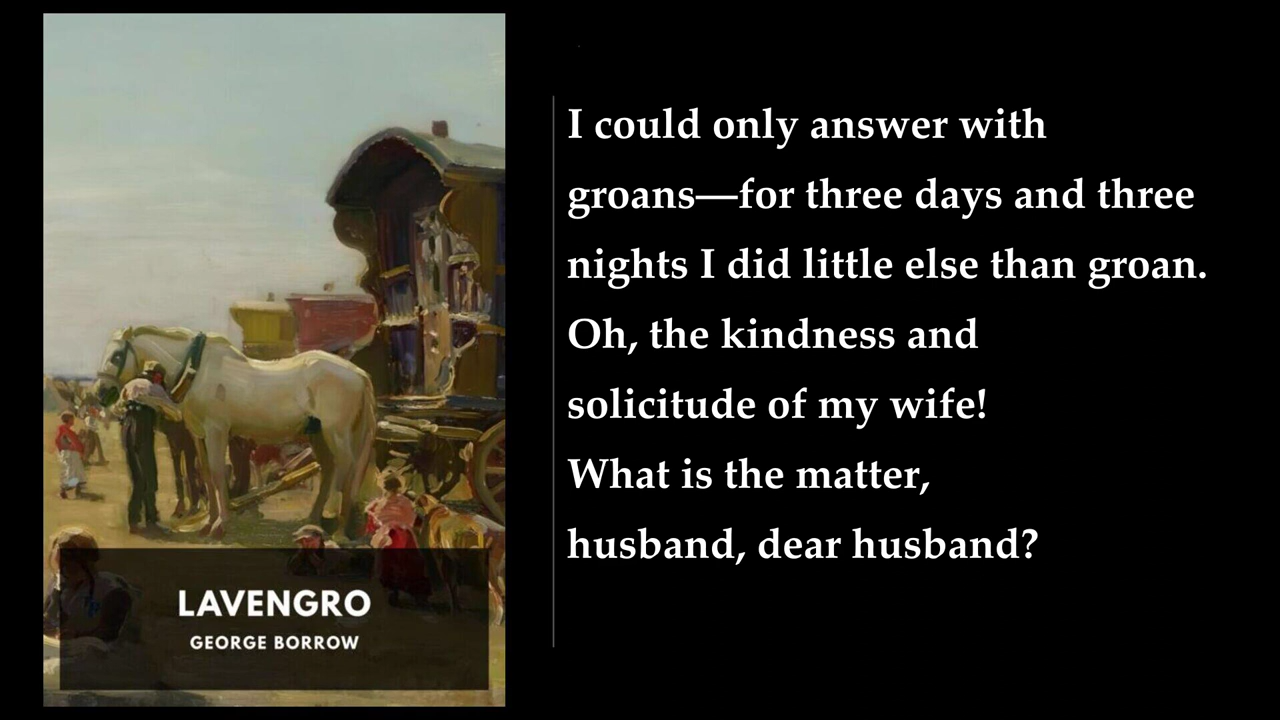 LAVENGRO
GEORGE BORROW
I could only answer with
groans—for three days and three
nights I did little else than groan.
Oh, the kindness and
solicitude of my wife!
What is the matter,
husband, dear husband?